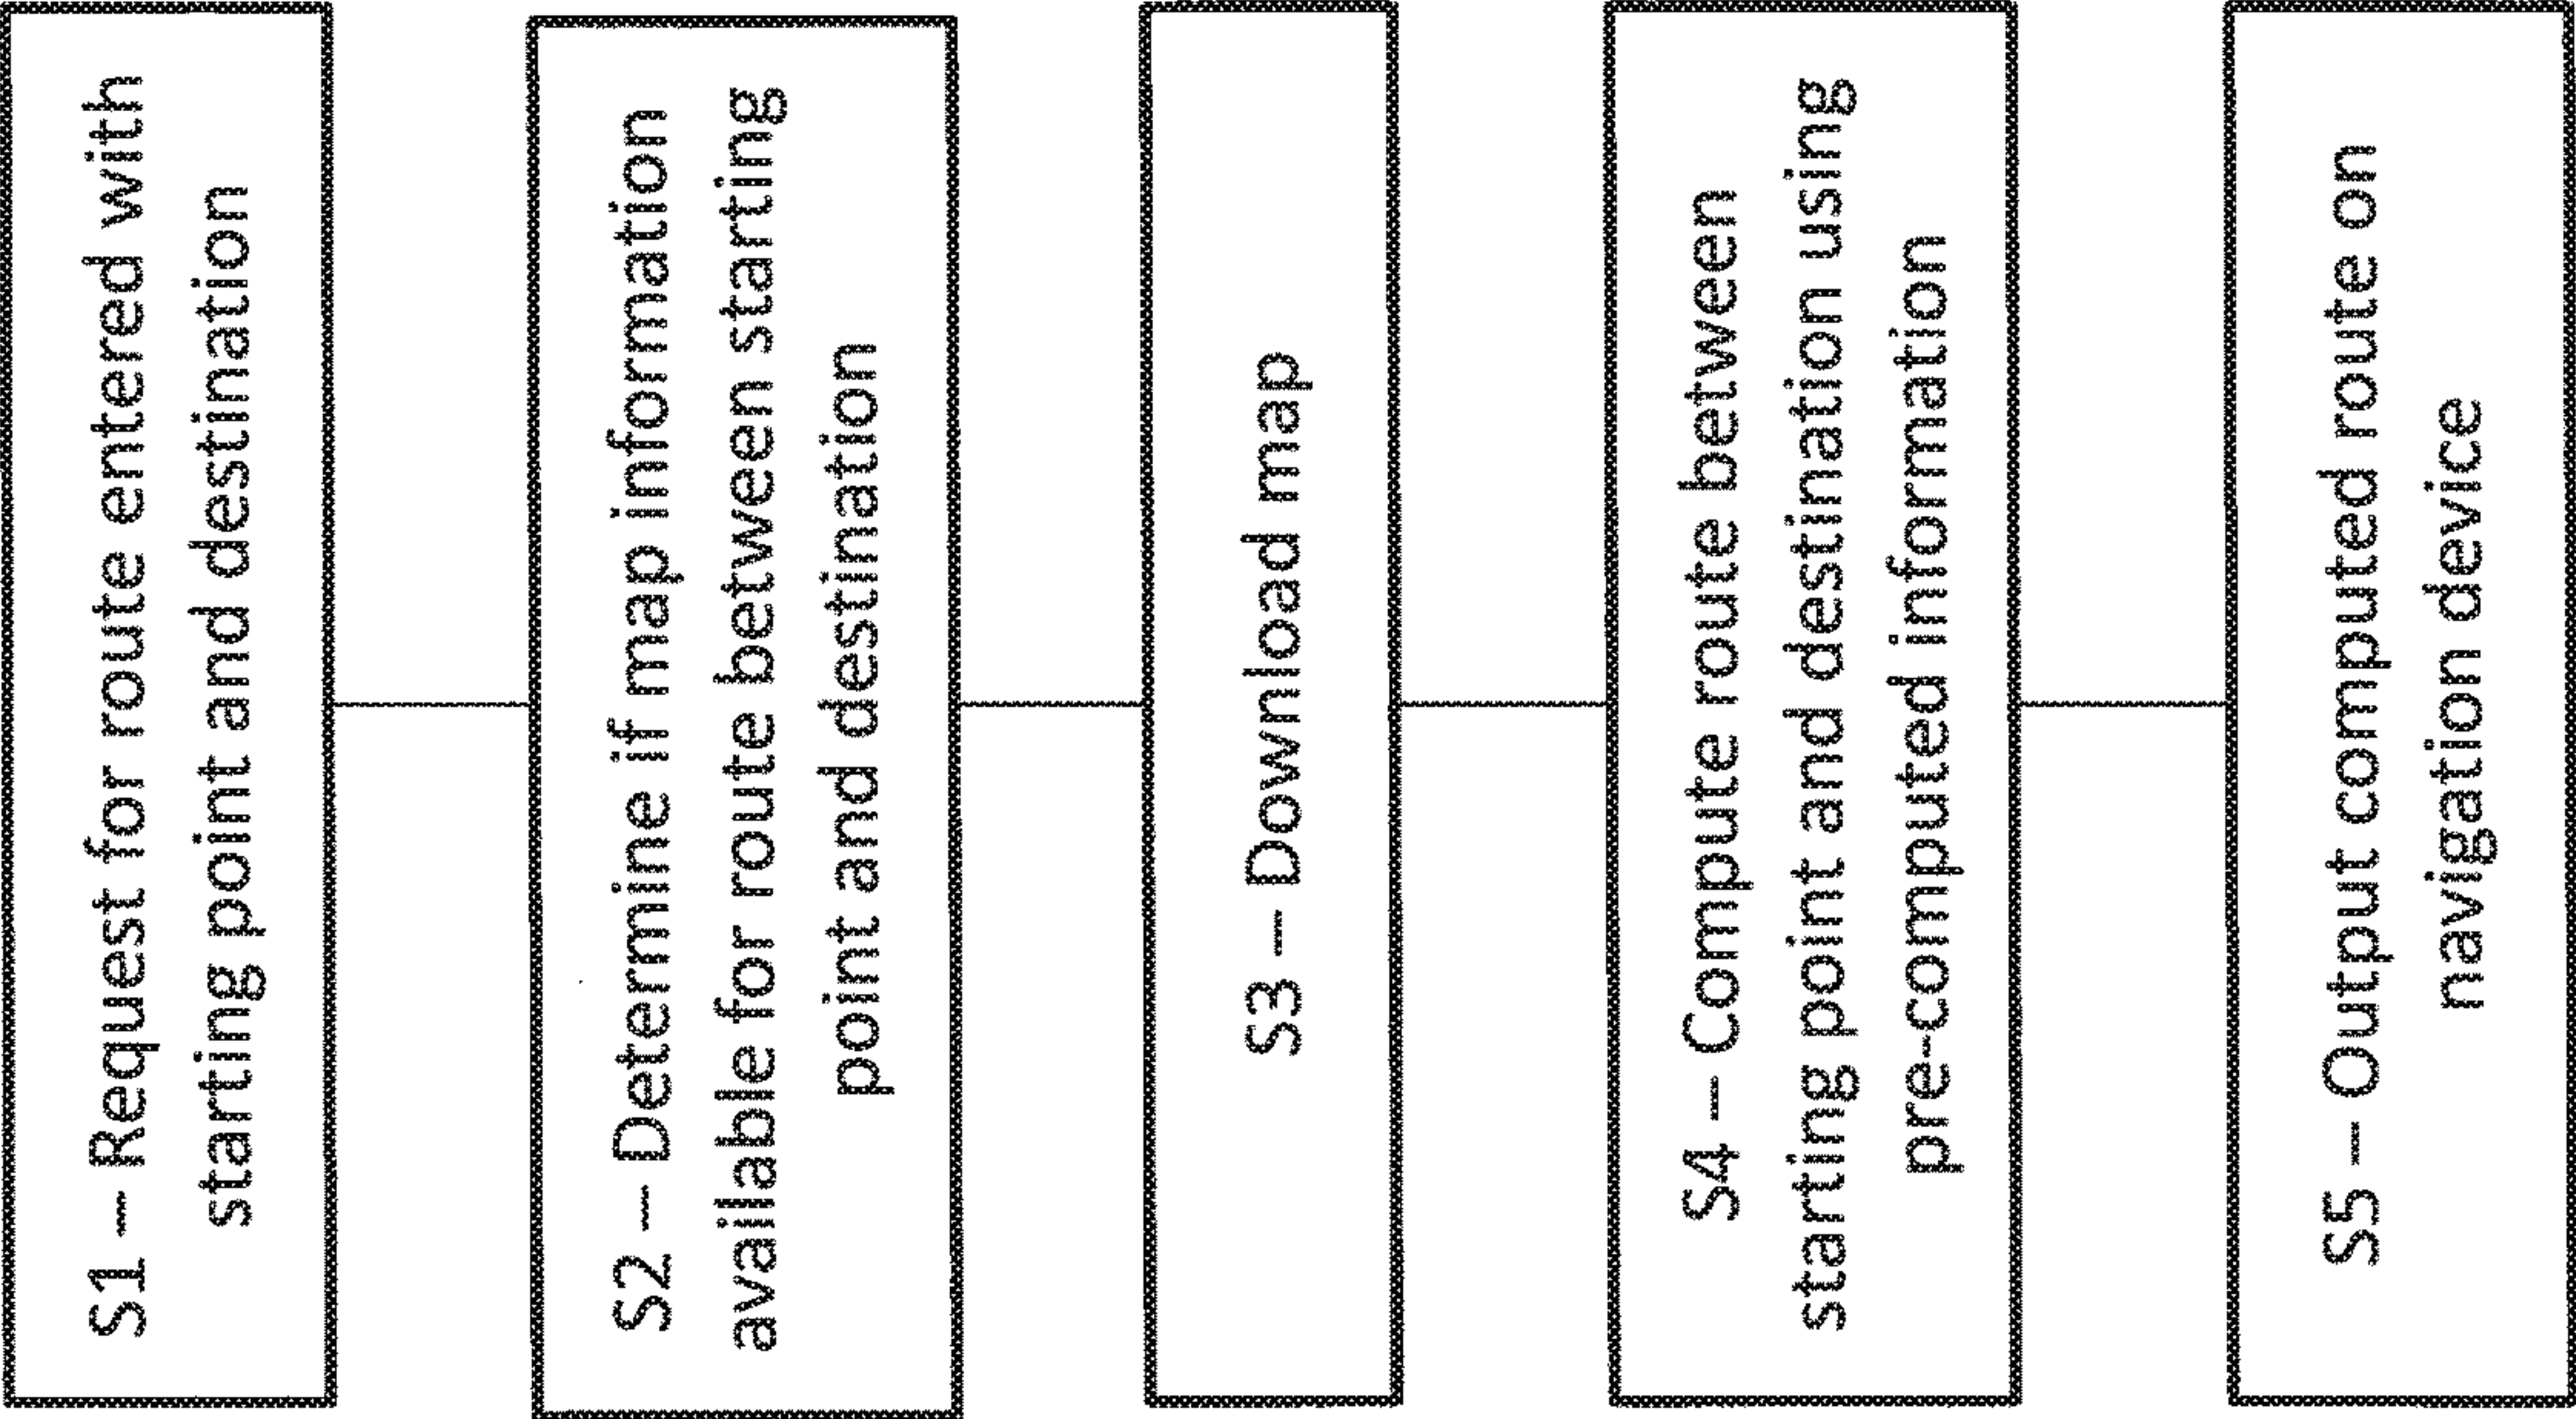 S1 – Request for route entered with
starting point and destination
S2 – Determine if map information
available for route between starting
point and destination
S3 – Download map
S4 – Compute route between
starting point and destination using
pre-computed information
S5 – Output computed route on
navigation device